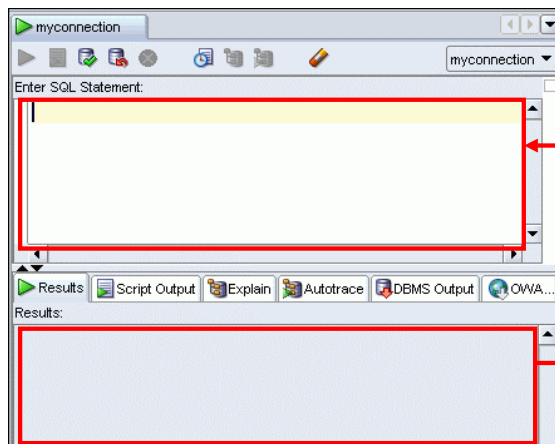 myconnection
myconnection
Enter SQL Statement:
Results Script Output Explain Autotrace DBMS Output OWA...
Results: